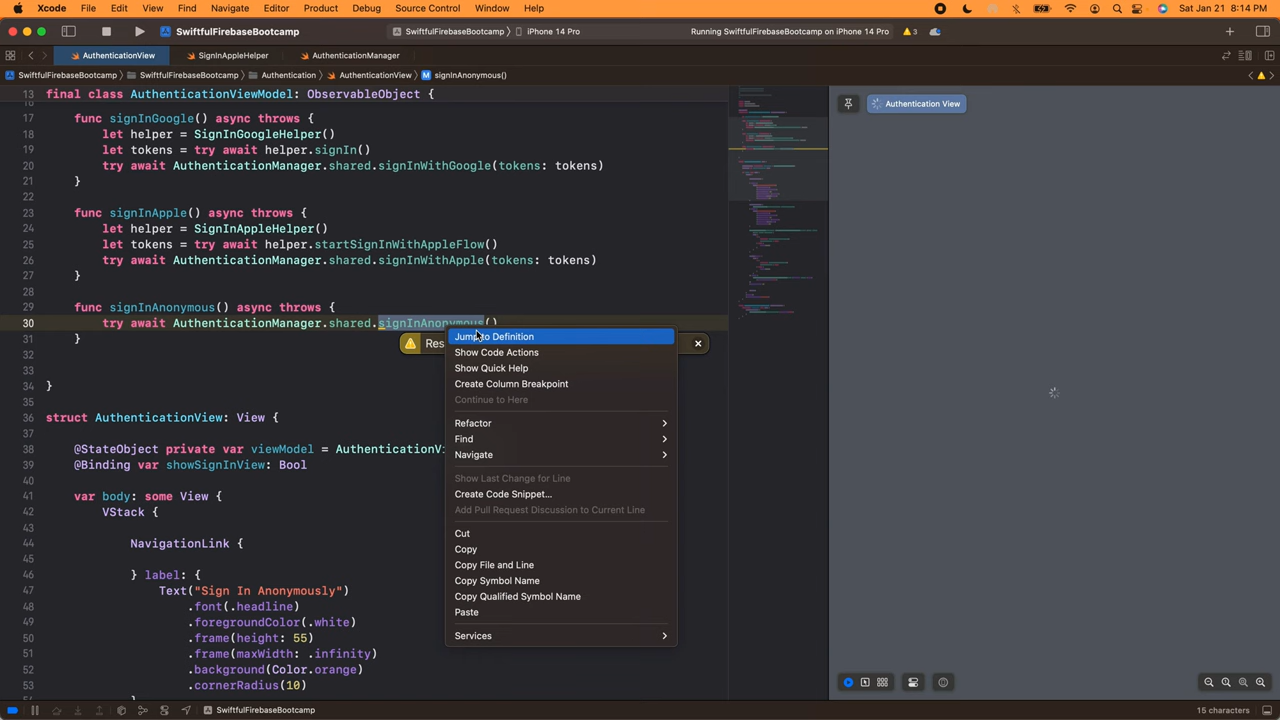 Xcode File Edit View Find Navigate Editor Product Debug Source Control Window Help Sat Jan 21 8:14 PM
SwiftfulFirebaseBootcamp SwiftfulFirebaseBootcamp 〉 iPhone 14 Pro Running SwiftfulFirebaseBootcamp on iPhone 14 Pro 3
AuthenticationView SignInAppleHelper AuthenticationManager
SwiftfulFirebaseBootcamp 〉 SwiftfulFirebaseBootcamp 〉 Authentication 〉 AuthenticationView 〉 M signInAnonymous()
13 final class AuthenticationViewModel: ObservableObject {
Authentication View
17 func signInGoogle() async throws {
18 let helper = SignInGoogleHelper()
19 let tokens = try await helper.signIn()
20 try await AuthenticationManager.shared.signInWithGoogle(tokens: tokens)
21 }
22
23 func signInApple() async throws {
24 let helper = SignInAppleHelper()
25 let tokens = try await helper.startSignInWithAppleFlow()
26 try await AuthenticationManager.shared.signInWithApple(tokens: tokens)
27 }
28
29 func signInAnonymous() async throws {
30 try await AuthenticationManager.shared.signInAnonymous()
31 }
Res
Jump to Definition
Show Code Actions
Show Quick Help
Create Column Breakpoint
Continue to Here
Refactor
Find
Navigate
Show Last Change for Line
Create Code Snippet...
Add Pull Request Discussion to Current Line
Cut
Copy
Copy File and Line
Copy Symbol Name
Copy Qualified Symbol Name
Paste
Services
33
34 }
35
36 struct AuthenticationView: View {
37
38 @StateObject private var viewModel = AuthenticationVi
39 @Binding var showSignInView: Bool
40
41 var body: some View {
42 VStack {
43
44 NavigationLink {
45
46 } label: {
47 Text("Sign In Anonymously")
48 .font(.headline)
49 .foregroundColor(.white)
50 .frame(height: 55)
51 .frame(maxWidth: .infinity)
52 .background(Color.orange)
53 .cornerRadius(10)
SwiftfulFirebaseBootcamp 15 characters